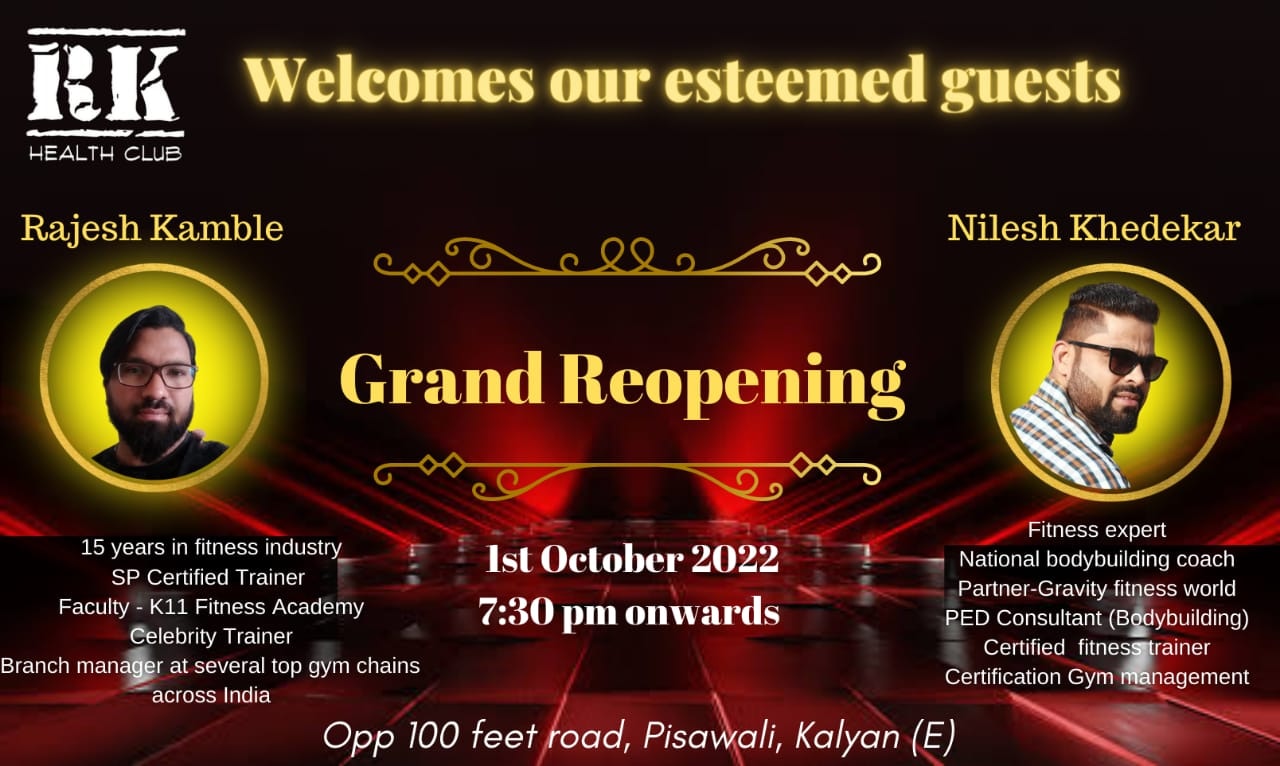 RK
HEALTH CLUB
Welcomes our esteemed guests
Rajesh Kamble
Nilesh Khedekar
Grand Reopening
15 years in fitness industry
SP Certified Trainer
Faculty - K11 Fitness Academy
Celebrity Trainer
Branch manager at several top gym chains
across India
1st October 2022
7:30 pm onwards
Fitness expert
National bodybuilding coach
Partner-Gravity fitness world
PED Consultant (Bodybuilding)
Certified fitness trainer
Certification Gym management
Opp 100 feet road, Pisawali, Kalyan (E)